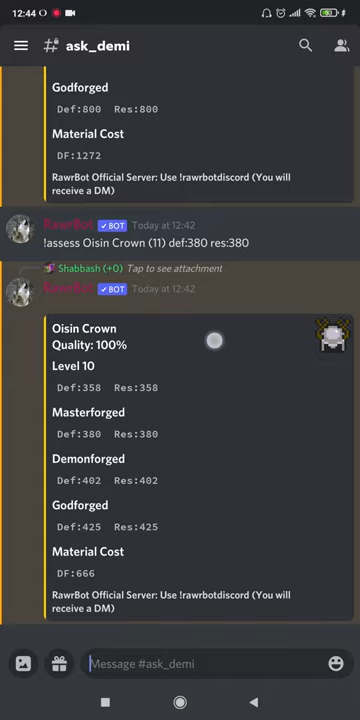 12:44
# ask_demi
Godforged
Def:800 Res:800
Material Cost
DF:1272
RawrBot Official Server: Use !rawrbotdiscord (You will
receive a DM)
RawrBot ✓ BOT Today at 12:42
!assess Oisin Crown (11) def:380 res:380
Shabbash (+0) Tap to see attachment
RawrBot ✓ BOT Today at 12:42
Oisin Crown
Quality: 100%
Level 10
Def:358 Res:358
Masterforged
Def:380 Res:380
Demonforged
Def:402 Res:402
Godforged
Def:425 Res:425
Material Cost
DF:666
RawrBot Official Server: Use !rawrbotdiscord (You will
receive a DM)
Message #ask_demi